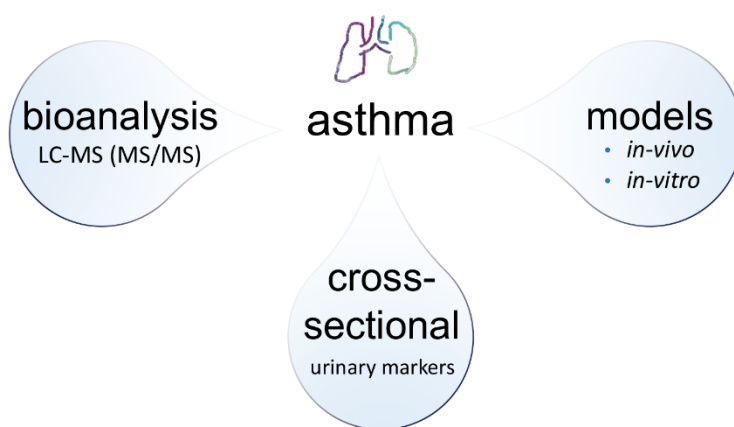 bioanalysis
LC-MS (MS/MS)
asthma
models
• in-vivo
• in-vitro
cross-
sectional
urinary markers